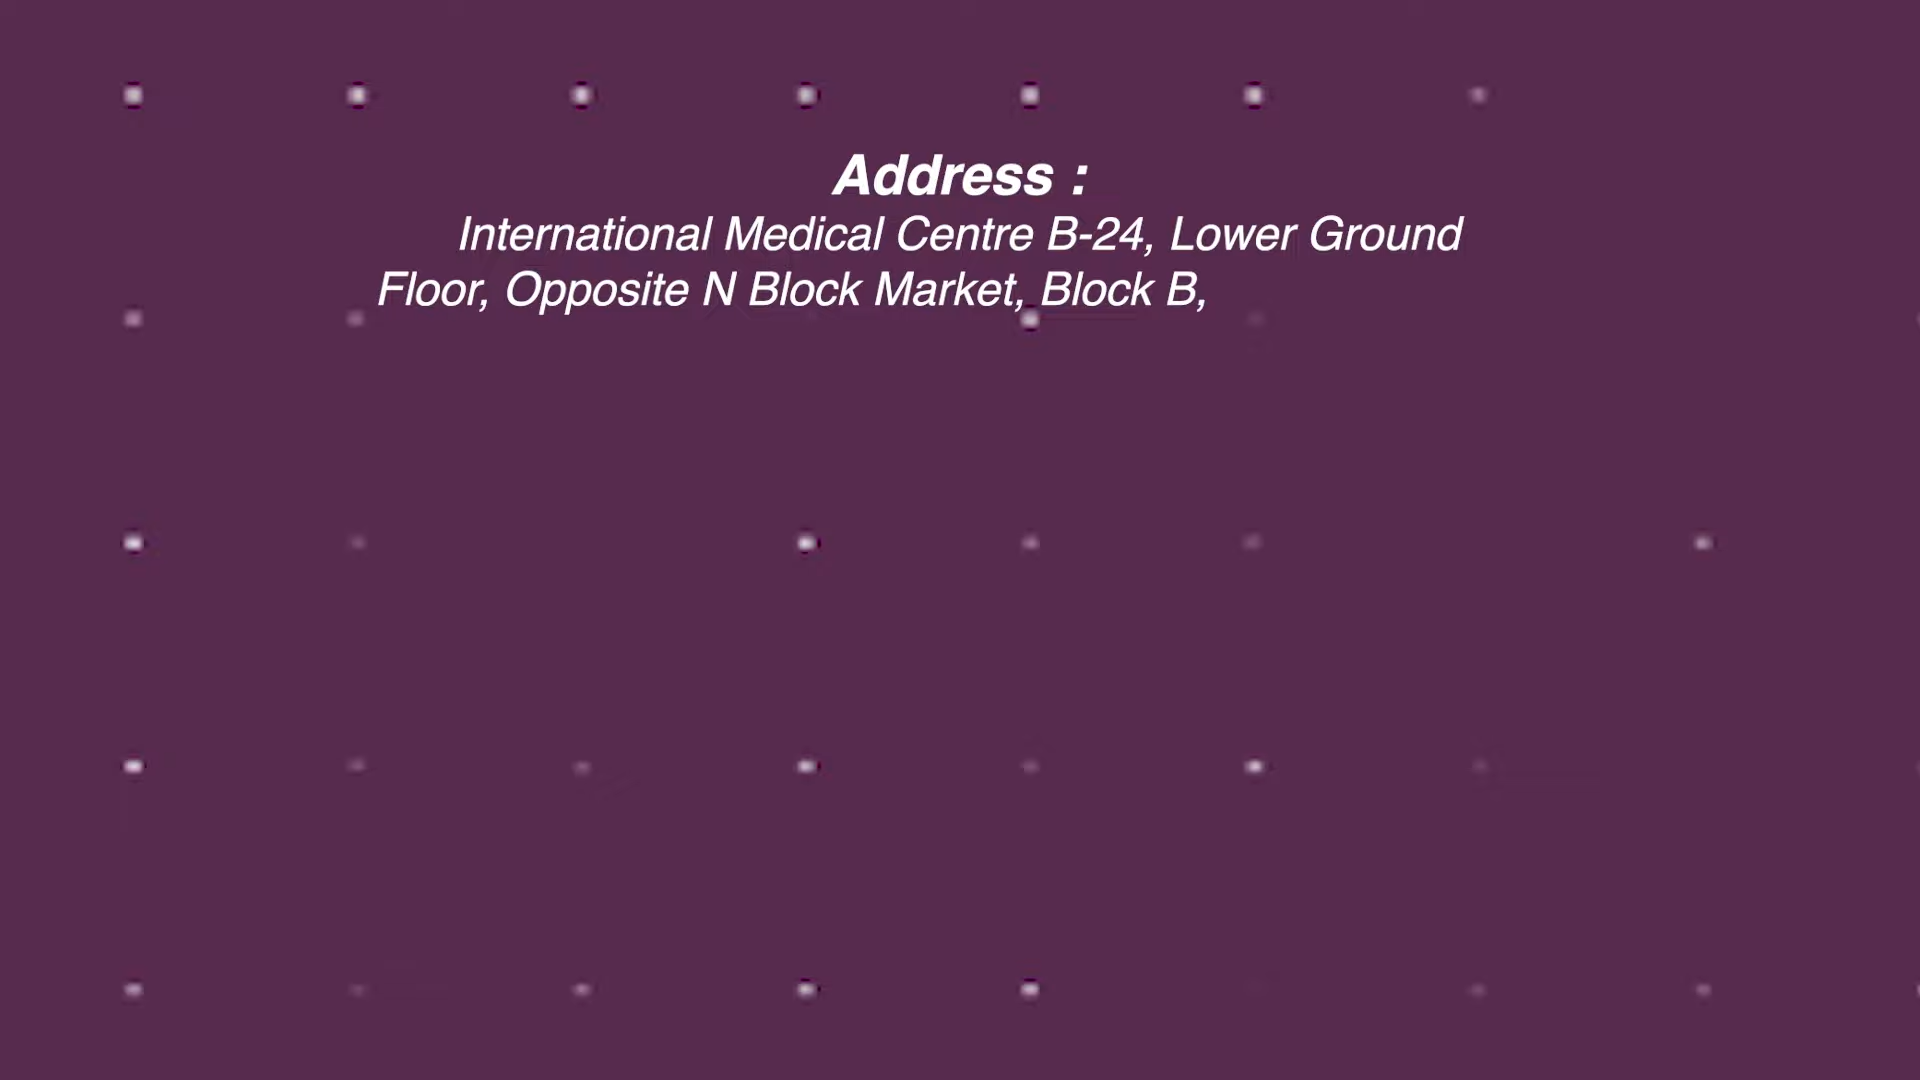 Address :
International Medical Centre B-24, Lower Ground
Floor, Opposite N Block Market, Block B,